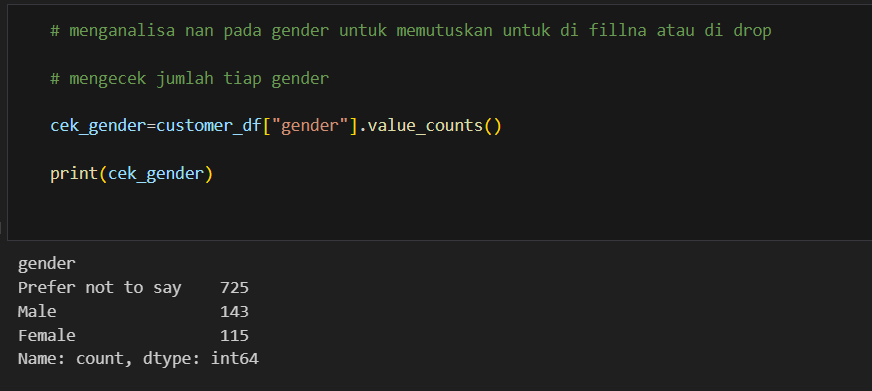 # menganalisa nan pada gender untuk memutuskan untuk di fillna atau di drop
# mengecek jumlah tiap gender
cek_gender=customer_df["gender"].value_counts()
print(cek_gender)
gender
Prefer not to say    725
Male                 143
Female               115
Name: count, dtype: int64